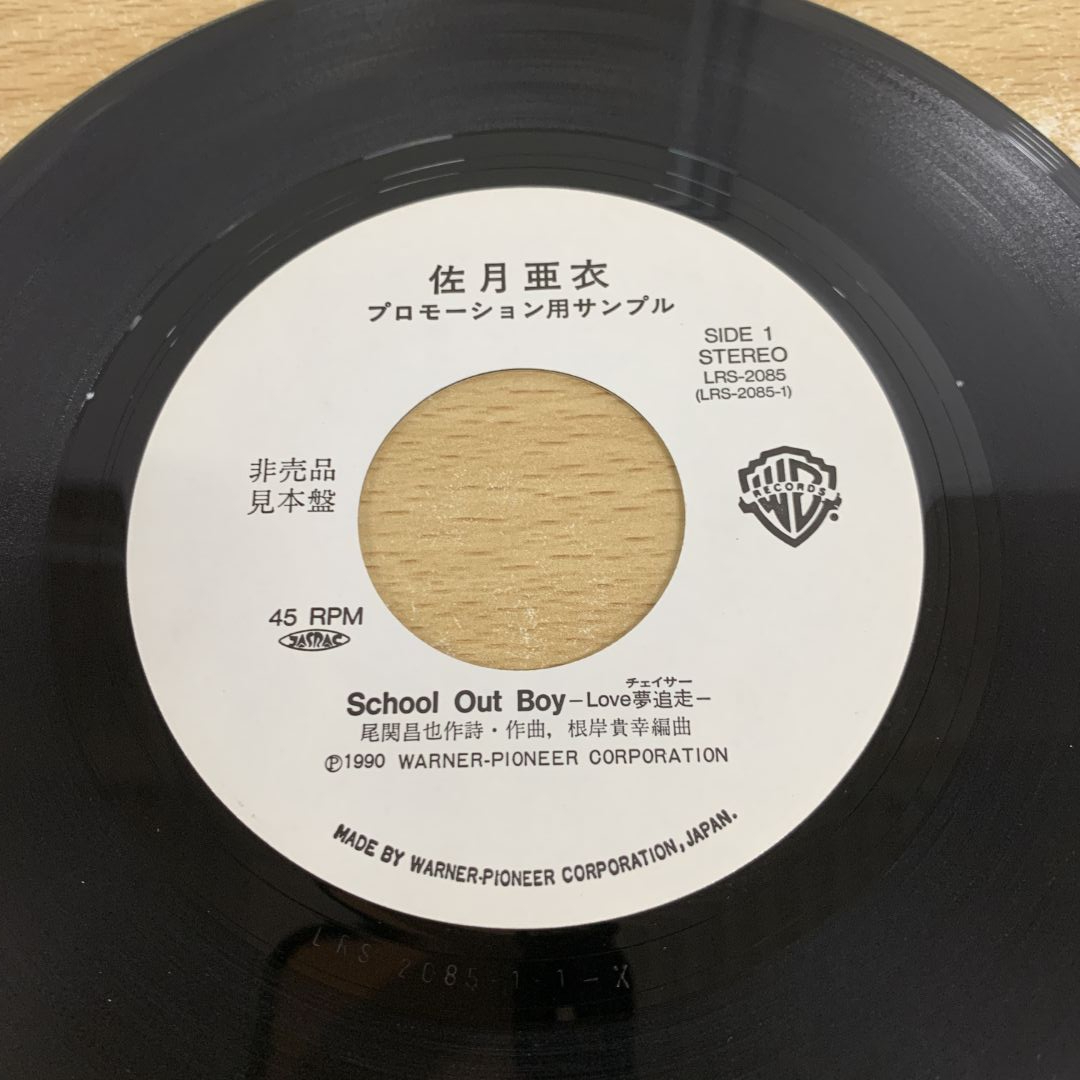 佐月亜衣
プロモーション用サンプル
SIDE 1
STEREO
LRS-2085
(LRS-2085-1)
非売品
見本盤
RECORDS
45 RPM
JASRAC
チェイサー
School Out Boy−Love夢追走−
尾関昌也作詩・作曲, 根岸貴幸編曲
℗1990 WARNER-PIONEER CORPORATION
MADE BY WARNER-PIONEER CORPORATION, JAPAN.
LRS 2085-1 1-X